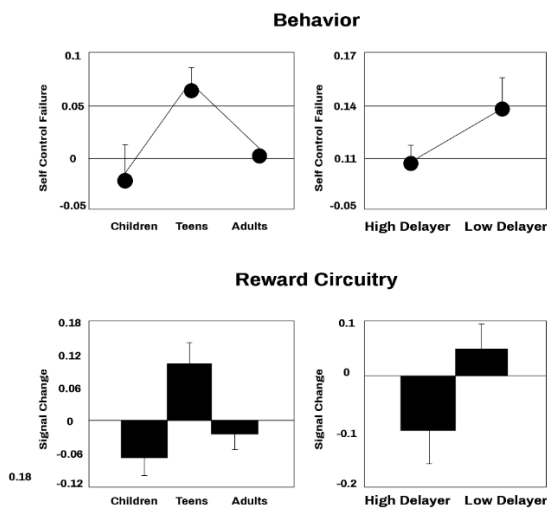 Behavior
0.1
0.05
0
-0.05
Self Control Failure
Children Teens Adults
0.17
0.14
0.11
-0.05
Self Control Failure
High Delayer Low Delayer
Reward Circuitry
0.18
0.12
0.06
0
-0.06
-0.12
0.18
Signal Change
Children Teens Adults
0.1
0
-0.1
-0.2
Signal Change
High Delayer Low Delayer